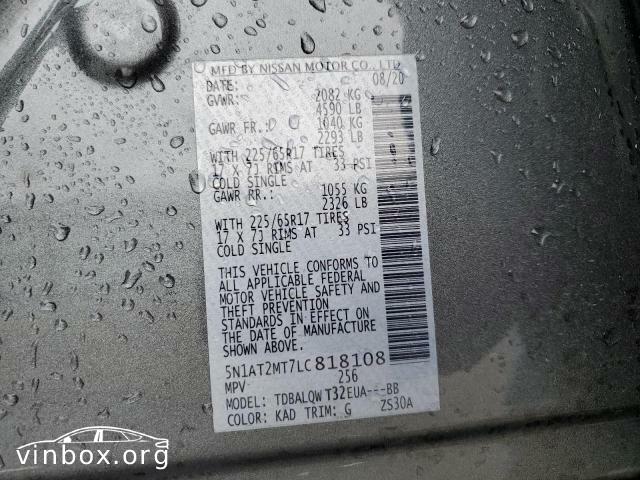 MFD BY NISSAN MOTOR CO., LTD
DATE: 08/20
GVWR: 2082 KG
4590 LB
GAWR FR.: 1040 KG
2293 LB
WITH 225/65R17 TIRES
17 X 7J RIMS AT 33 PSI
COLD SINGLE
GAWR RR.: 1055 KG
2326 LB
WITH 225/65R17 TIRES
17 X 7J RIMS AT 33 PSI
COLD SINGLE
THIS VEHICLE CONFORMS TO
ALL APPLICABLE FEDERAL
MOTOR VEHICLE SAFETY AND
THEFT PREVENTION
STANDARDS IN EFFECT ON
THE DATE OF MANUFACTURE
SHOWN ABOVE.
5N1AT2MT7LC818108
MPV 256
MODEL: TDBALQWT32EUA---BB
COLOR: KAD TRIM: G ZS30A
vinbox.org